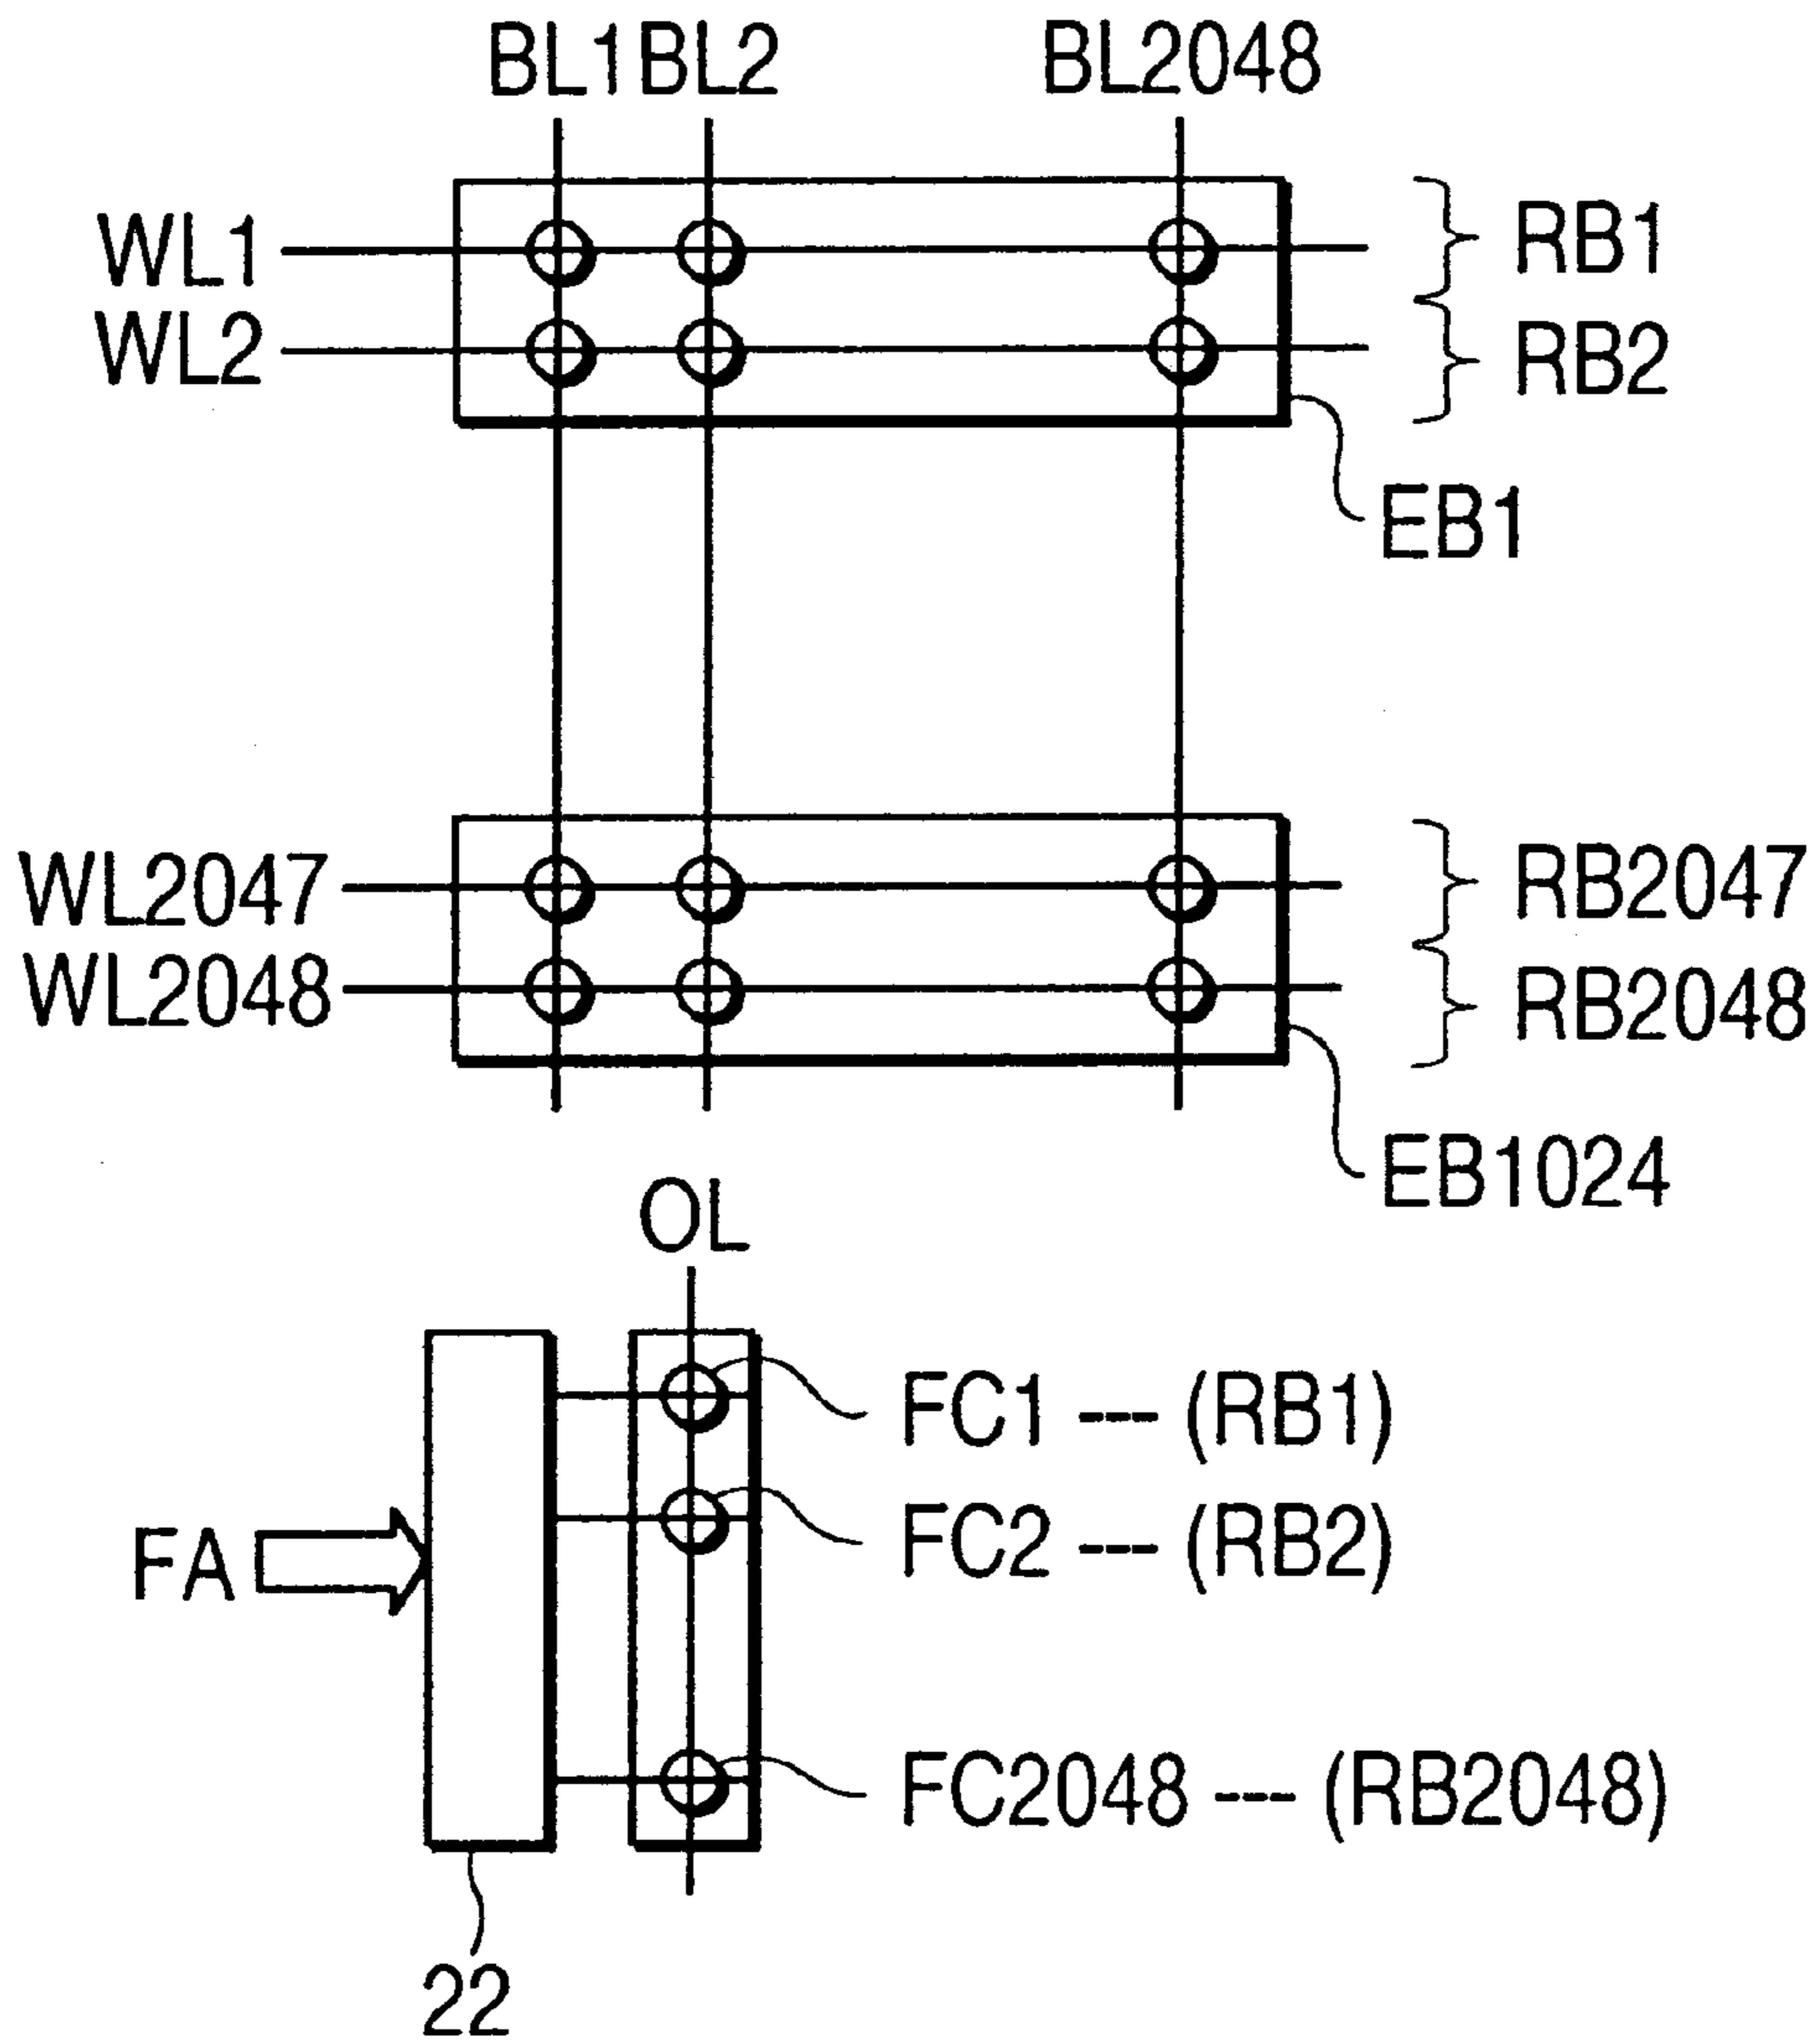 BL1 BL2 BL2048
WL1 RB1
WL2 RB2
EB1
WL2047 RB2047
WL2048 RB2048
EB1024
OL
FC1 --- (RB1)
FA FC2 --- (RB2)
FC2048 --- (RB2048)
22